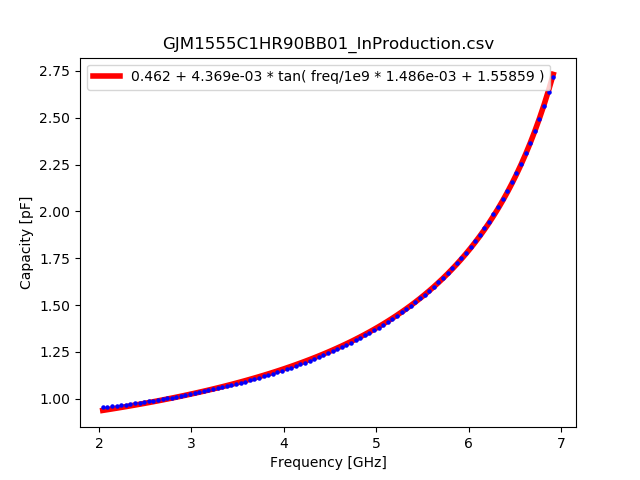 GJM1555C1HR90BB01_InProduction.csv
0.462 + 4.369e-03 * tan( freq/1e9 * 1.486e-03 + 1.55859 )
2.75
2.50
2.25
2.00
1.75
1.50
1.25
1.00
Capacity [pF]
2 3 4 5 6 7
Frequency [GHz]